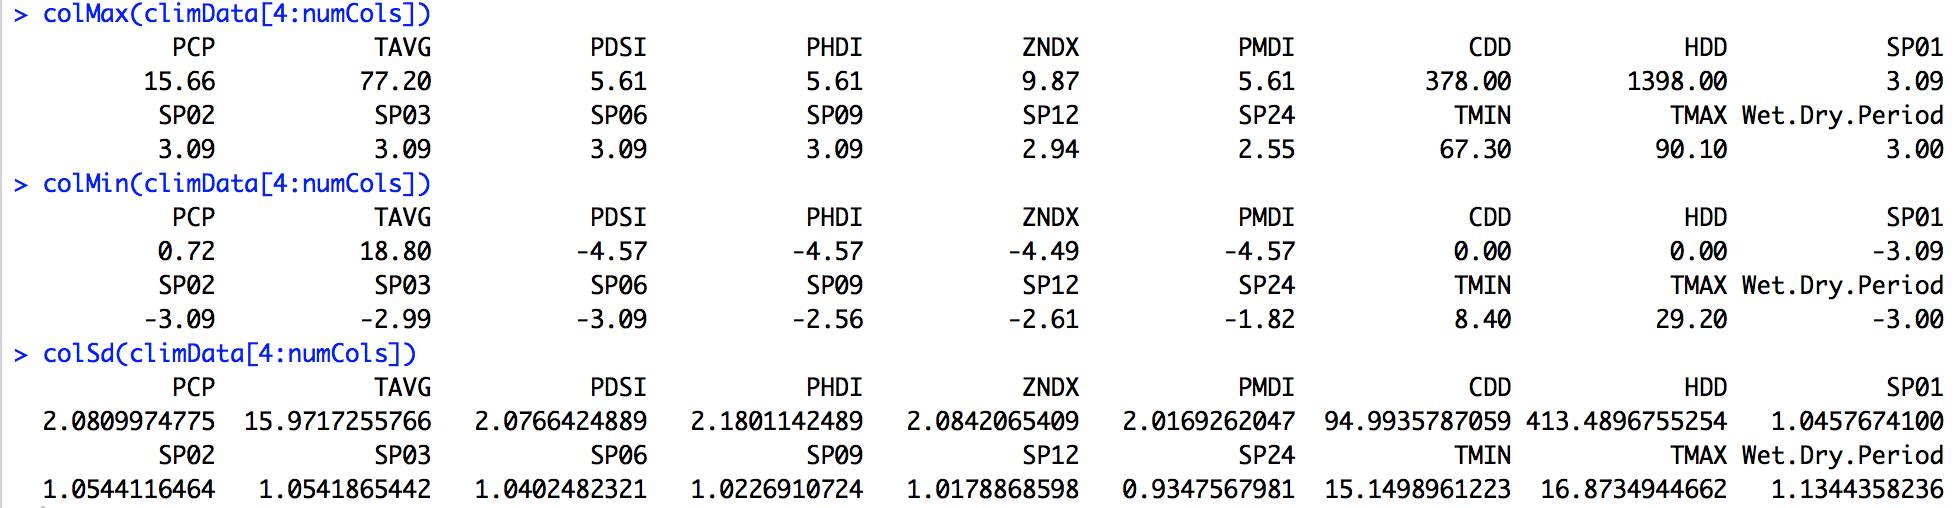 > colMax(climData[4:numCols])
PCP TAVG PDSI PHDI ZNDX PMDI CDD HDD SP01
15.66 77.20 5.61 5.61 9.87 5.61 378.00 1398.00 3.09
SP02 SP03 SP06 SP09 SP12 SP24 TMIN TMAX Wet.Dry.Period
3.09 3.09 3.09 3.09 2.94 2.55 67.30 90.10 3.00
> colMin(climData[4:numCols])
PCP TAVG PDSI PHDI ZNDX PMDI CDD HDD SP01
0.72 18.80 -4.57 -4.57 -4.49 -4.57 0.00 0.00 -3.09
SP02 SP03 SP06 SP09 SP12 SP24 TMIN TMAX Wet.Dry.Period
-3.09 -2.99 -3.09 -2.56 -2.61 -1.82 8.40 29.20 -3.00
> colSd(climData[4:numCols])
PCP TAVG PDSI PHDI ZNDX PMDI CDD HDD SP01
2.0809974775 15.9717255766 2.0766424889 2.1801142489 2.0842065409 2.0169262047 94.9935787059 413.4896755254 1.0457674100
SP02 SP03 SP06 SP09 SP12 SP24 TMIN TMAX Wet.Dry.Period
1.0544116464 1.0541865442 1.0402482321 1.0226910724 1.0178868598 0.9347567981 15.1498961223 16.8734944662 1.1344358236